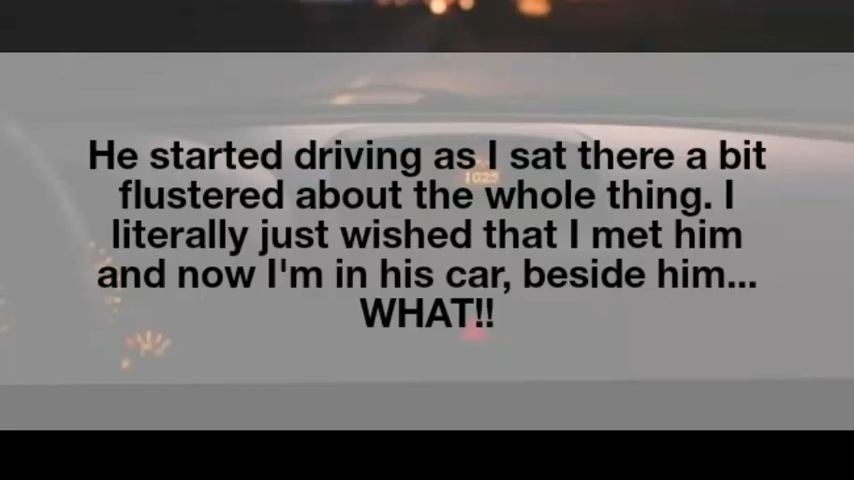 He started driving as I sat there a bit
flustered about the whole thing. I
literally just wished that I met him
and now I'm in his car, beside him...
WHAT!!